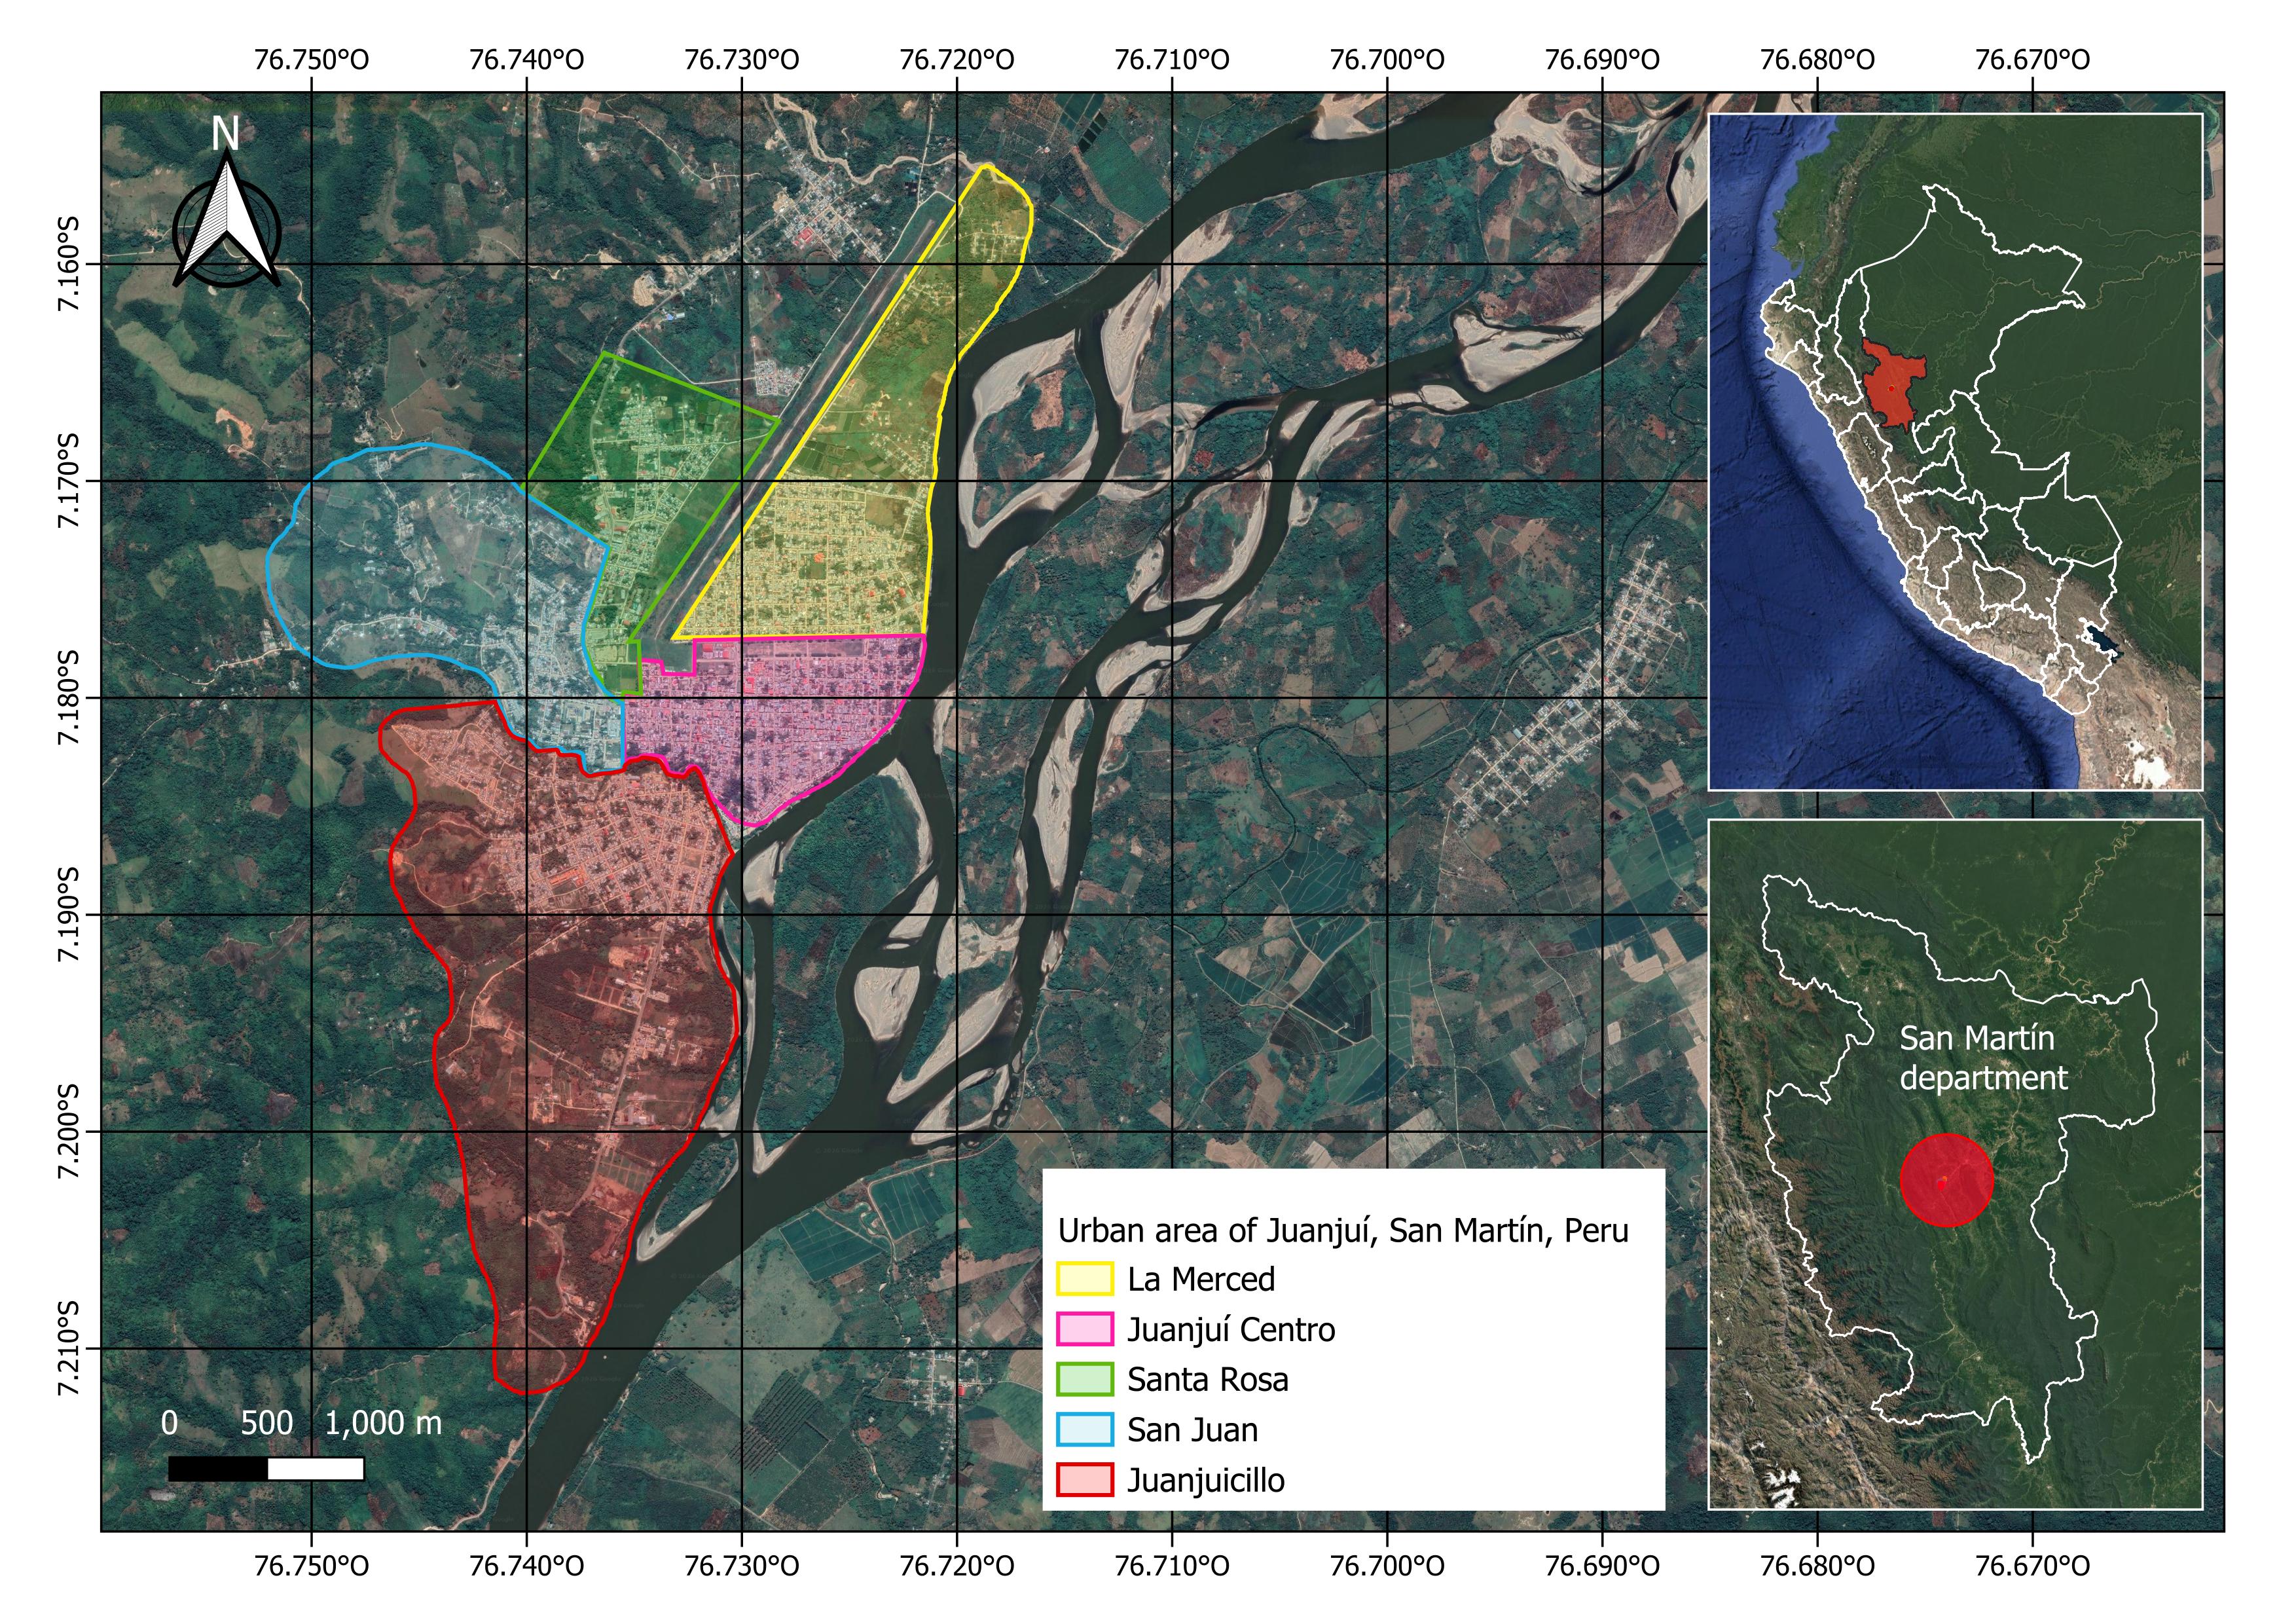 76.750°O 76.740°O 76.730°O 76.720°O 76.710°O 76.700°O 76.690°O 76.680°O 76.670°O
N
7.160°S
7.170°S
7.180°S
7.190°S
7.200°S
7.210°S
San Martín
department
Urban area of Juanjuí, San Martín, Peru
La Merced
Juanjuí Centro
Santa Rosa
San Juan
Juanjuicillo
0 500 1,000 m
76.750°O 76.740°O 76.730°O 76.720°O 76.710°O 76.700°O 76.690°O 76.680°O 76.670°O